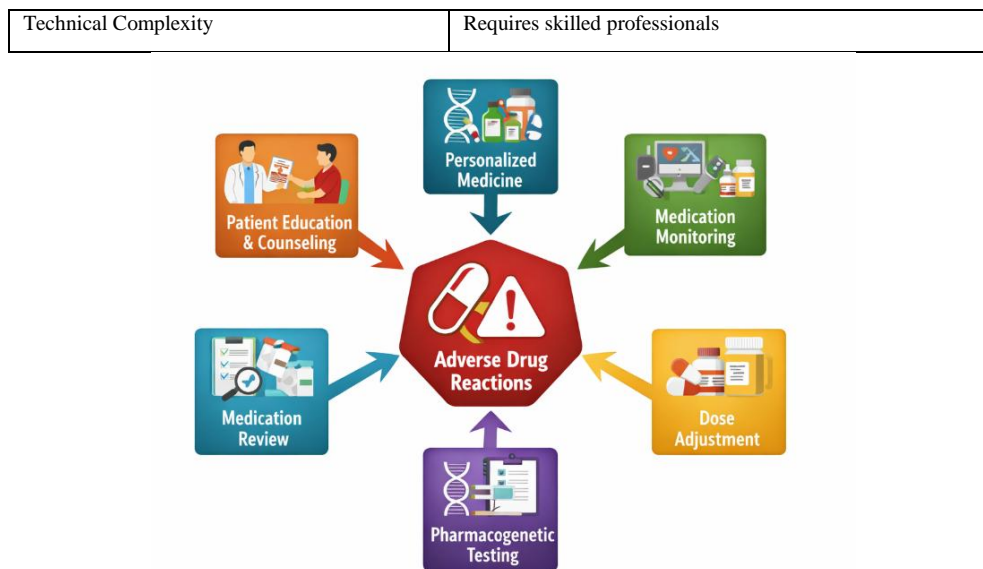 Technical Complexity
Requires skilled professionals
Personalized
Medicine
Patient Education
& Counseling
Medication
Monitoring
Adverse Drug
Reactions
Medication
Review
Dose
Adjustment
Pharmacogenetic
Testing